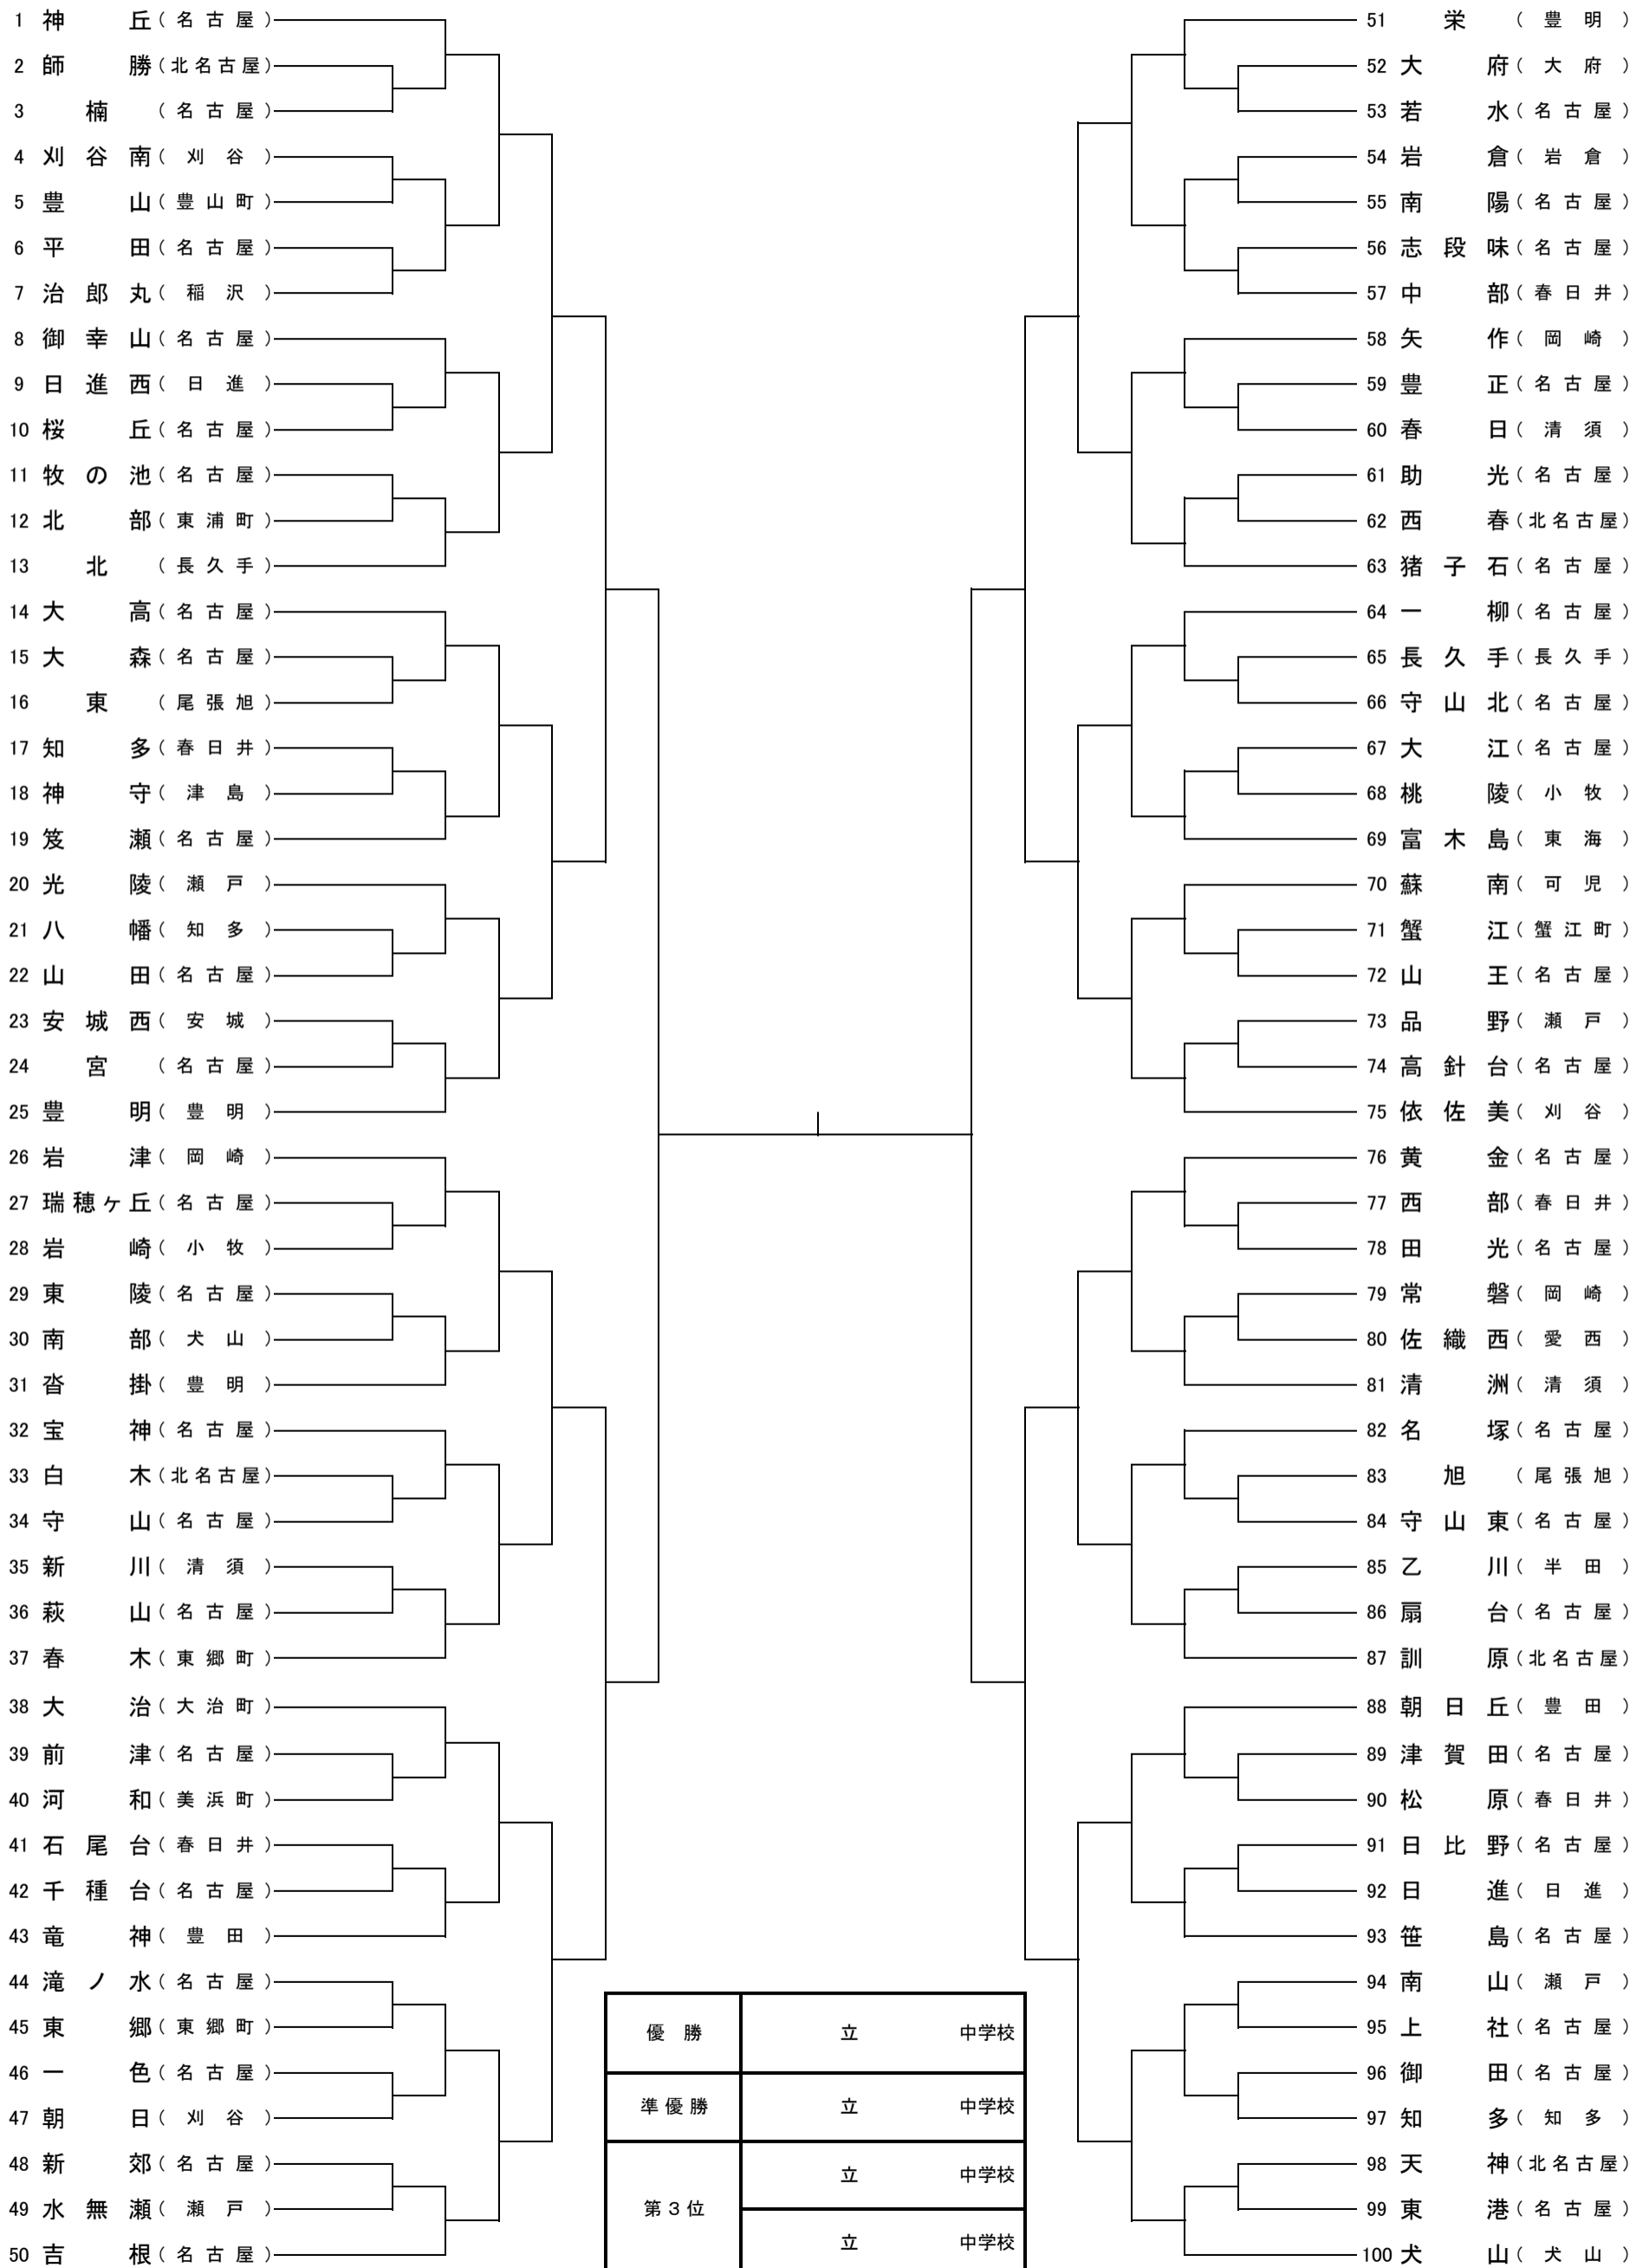 1 神丘(名古屋)
2 師勝(北名古屋)
3 楠(名古屋)
4 刈谷南(刈谷)
5 豊山(豊山町)
6 平田(名古屋)
7 治郎丸(稲沢)
8 御幸山(名古屋)
9 日進西(日進)
10 桜丘(名古屋)
11 牧の池(名古屋)
12 北部(東浦町)
13 北(長久手)
14 大高(名古屋)
15 大森(名古屋)
16 東(尾張旭)
17 知多(春日井)
18 神守(津島)
19 笈瀬(名古屋)
20 光陵(瀬戸)
21 八幡(知多)
22 山田(名古屋)
23 安城西(安城)
24 宮(名古屋)
25 豊明(豊明)
26 岩津(岡崎)
27 瑞穂ヶ丘(名古屋)
28 岩崎(小牧)
29 東陵(名古屋)
30 南部(犬山)
31 沓掛(豊明)
32 宝神(名古屋)
33 白木(北名古屋)
34 守山(名古屋)
35 新川(清須)
36 萩山(名古屋)
37 春木(東郷町)
38 大治(大治町)
39 前津(名古屋)
40 河和(美浜町)
41 石尾台(春日井)
42 千種台(名古屋)
43 竜神(豊田)
44 滝ノ水(名古屋)
45 東郷(東郷町)
46 一色(名古屋)
47 朝日(刈谷)
48 新郊(名古屋)
49 水無瀬(瀬戸)
50 吉根(名古屋)
51 栄(豊明)
52 大府(大府)
53 若水(名古屋)
54 岩倉(岩倉)
55 南陽(名古屋)
56 志段味(名古屋)
57 中部(春日井)
58 矢作(岡崎)
59 豊正(名古屋)
60 春日(清須)
61 助光(名古屋)
62 西春(北名古屋)
63 猪子石(名古屋)
64 一柳(名古屋)
65 長久手(長久手)
66 守山北(名古屋)
67 大江(名古屋)
68 桃陵(小牧)
69 富木島(東海)
70 蘇南(可児)
71 蟹江(蟹江町)
72 山王(名古屋)
73 品野(瀬戸)
74 高針台(名古屋)
75 依佐美(刈谷)
76 黄金(名古屋)
77 西部(春日井)
78 田光(名古屋)
79 常磐(岡崎)
80 佐織西(愛西)
81 清洲(清須)
82 名塚(名古屋)
83 旭(尾張旭)
84 守山東(名古屋)
85 乙川(半田)
86 扇台(名古屋)
87 訓原(北名古屋)
88 朝日丘(豊田)
89 津賀田(名古屋)
90 松原(春日井)
91 日比野(名古屋)
92 日進(日進)
93 笹島(名古屋)
94 南山(瀬戸)
95 上社(名古屋)
96 御田(名古屋)
97 知多(知多)
98 天神(北名古屋)
99 東港(名古屋)
100 犬山(犬山)
優勝 立 中学校
準優勝 立 中学校
第3位 立 中学校
立 中学校